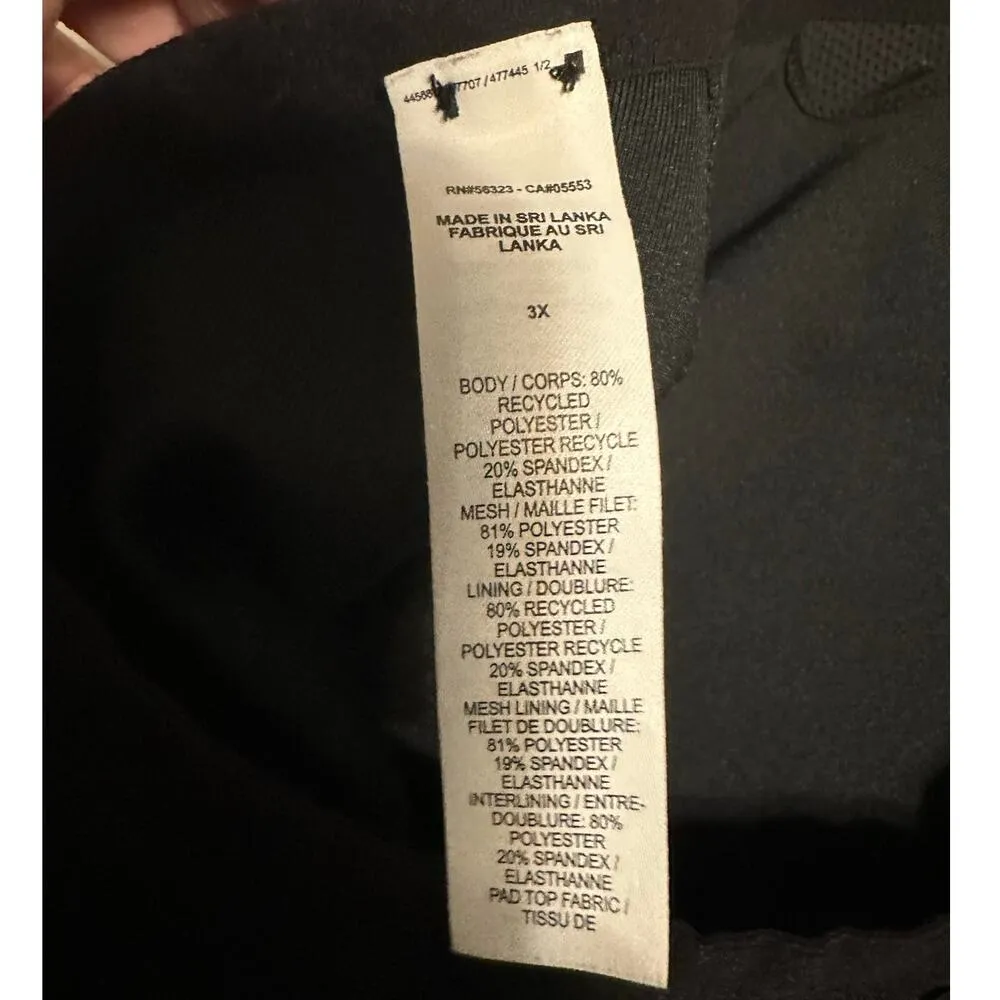 477445 1/2
RN#56323 - CA#05553
MADE IN SRI LANKA
FABRIQUE AU SRI
LANKA
3X
BODY / CORPS: 80%
RECYCLED
POLYESTER /
POLYESTER RECYCLE
20% SPANDEX /
ELASTHANNE
MESH / MAILLE FILET:
81% POLYESTER
19% SPANDEX /
ELASTHANNE
LINING / DOUBLURE:
80% RECYCLED
POLYESTER /
POLYESTER RECYCLE
20% SPANDEX /
ELASTHANNE
MESH LINING / MAILLE
FILET DE DOUBLURE:
81% POLYESTER
19% SPANDEX /
ELASTHANNE
INTERLINING / ENTRE-
DOUBLURE: 80%
POLYESTER
20% SPANDEX /
ELASTHANNE
PAD TOP FABRIC /
TISSU DE